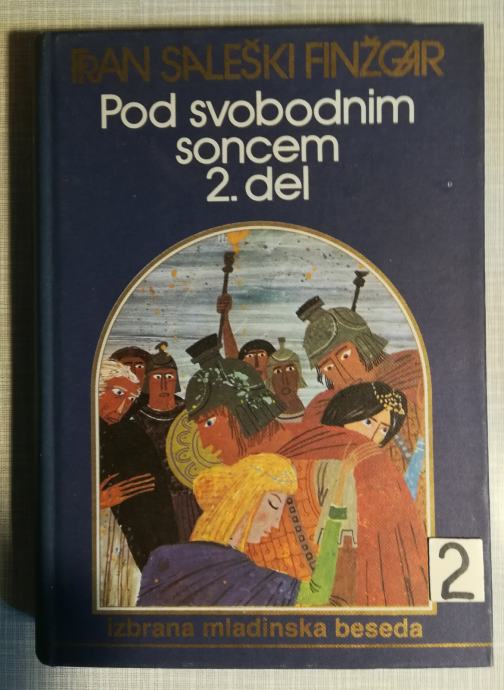 FRAN SALEŠKI FINŽGAR
Pod svobodnim
soncem
2. del
2
izbrana mladinska beseda